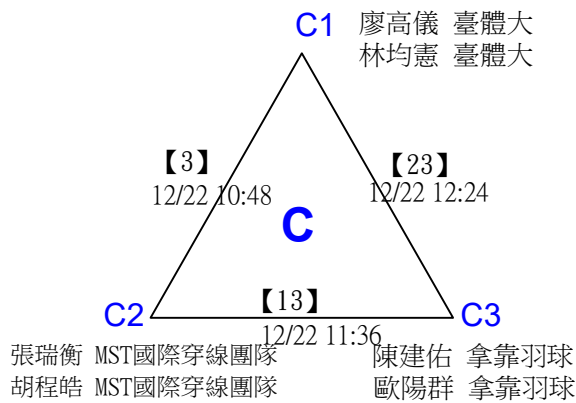 C1 廖高儀 臺體大
林均憲 臺體大
【3】 【23】
12/22 10:48 12/22 12:24
C
C2 【13】 C3
12/22 11:36
張瑞衡 MST國際穿線團隊 陳建佑 拿靠羽球
胡程皓 MST國際穿線團隊 歐陽群 拿靠羽球